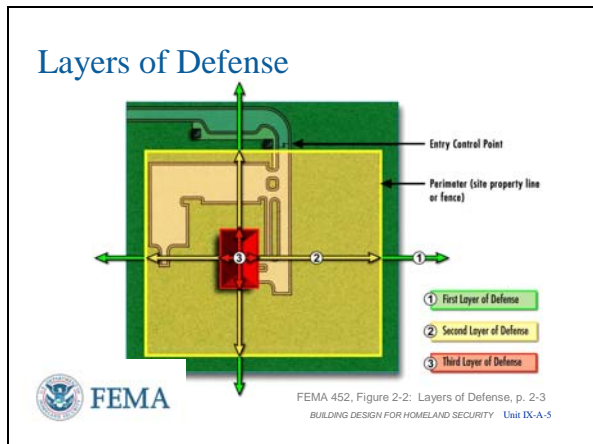 Layers of Defense
Entry Control Point
Perimeter (site property line
or fence)
3
2
1
1 First Layer of Defense
2 Second Layer of Defense
3 Third Layer of Defense
FEMA
FEMA 452, Figure 2-2: Layers of Defense, p. 2-3
BUILDING DESIGN FOR HOMELAND SECURITY Unit IX-A-5